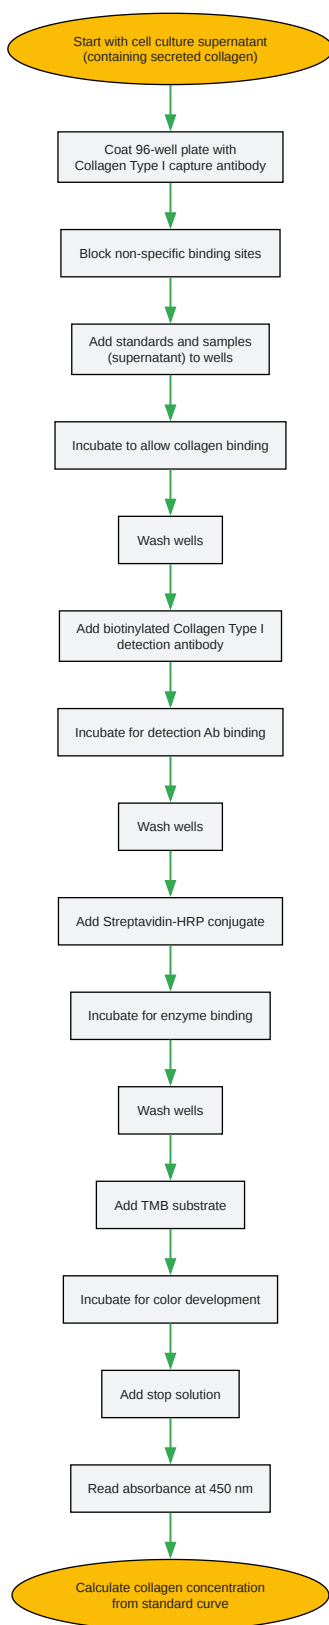 Start with cell culture supernatant
(containing secreted collagen)
Coat 96-well plate with
Collagen Type I capture antibody
Block non-specific binding sites
Add standards and samples
(supernatant) to wells
Incubate to allow collagen binding
Wash wells
Add biotinylated Collagen Type I
detection antibody
Incubate for detection Ab binding
Wash wells
Add Streptavidin-HRP conjugate
Incubate for enzyme binding
Wash wells
Add TMB substrate
Incubate for color development
Add stop solution
Read absorbance at 450 nm
Calculate collagen concentration
from standard curve